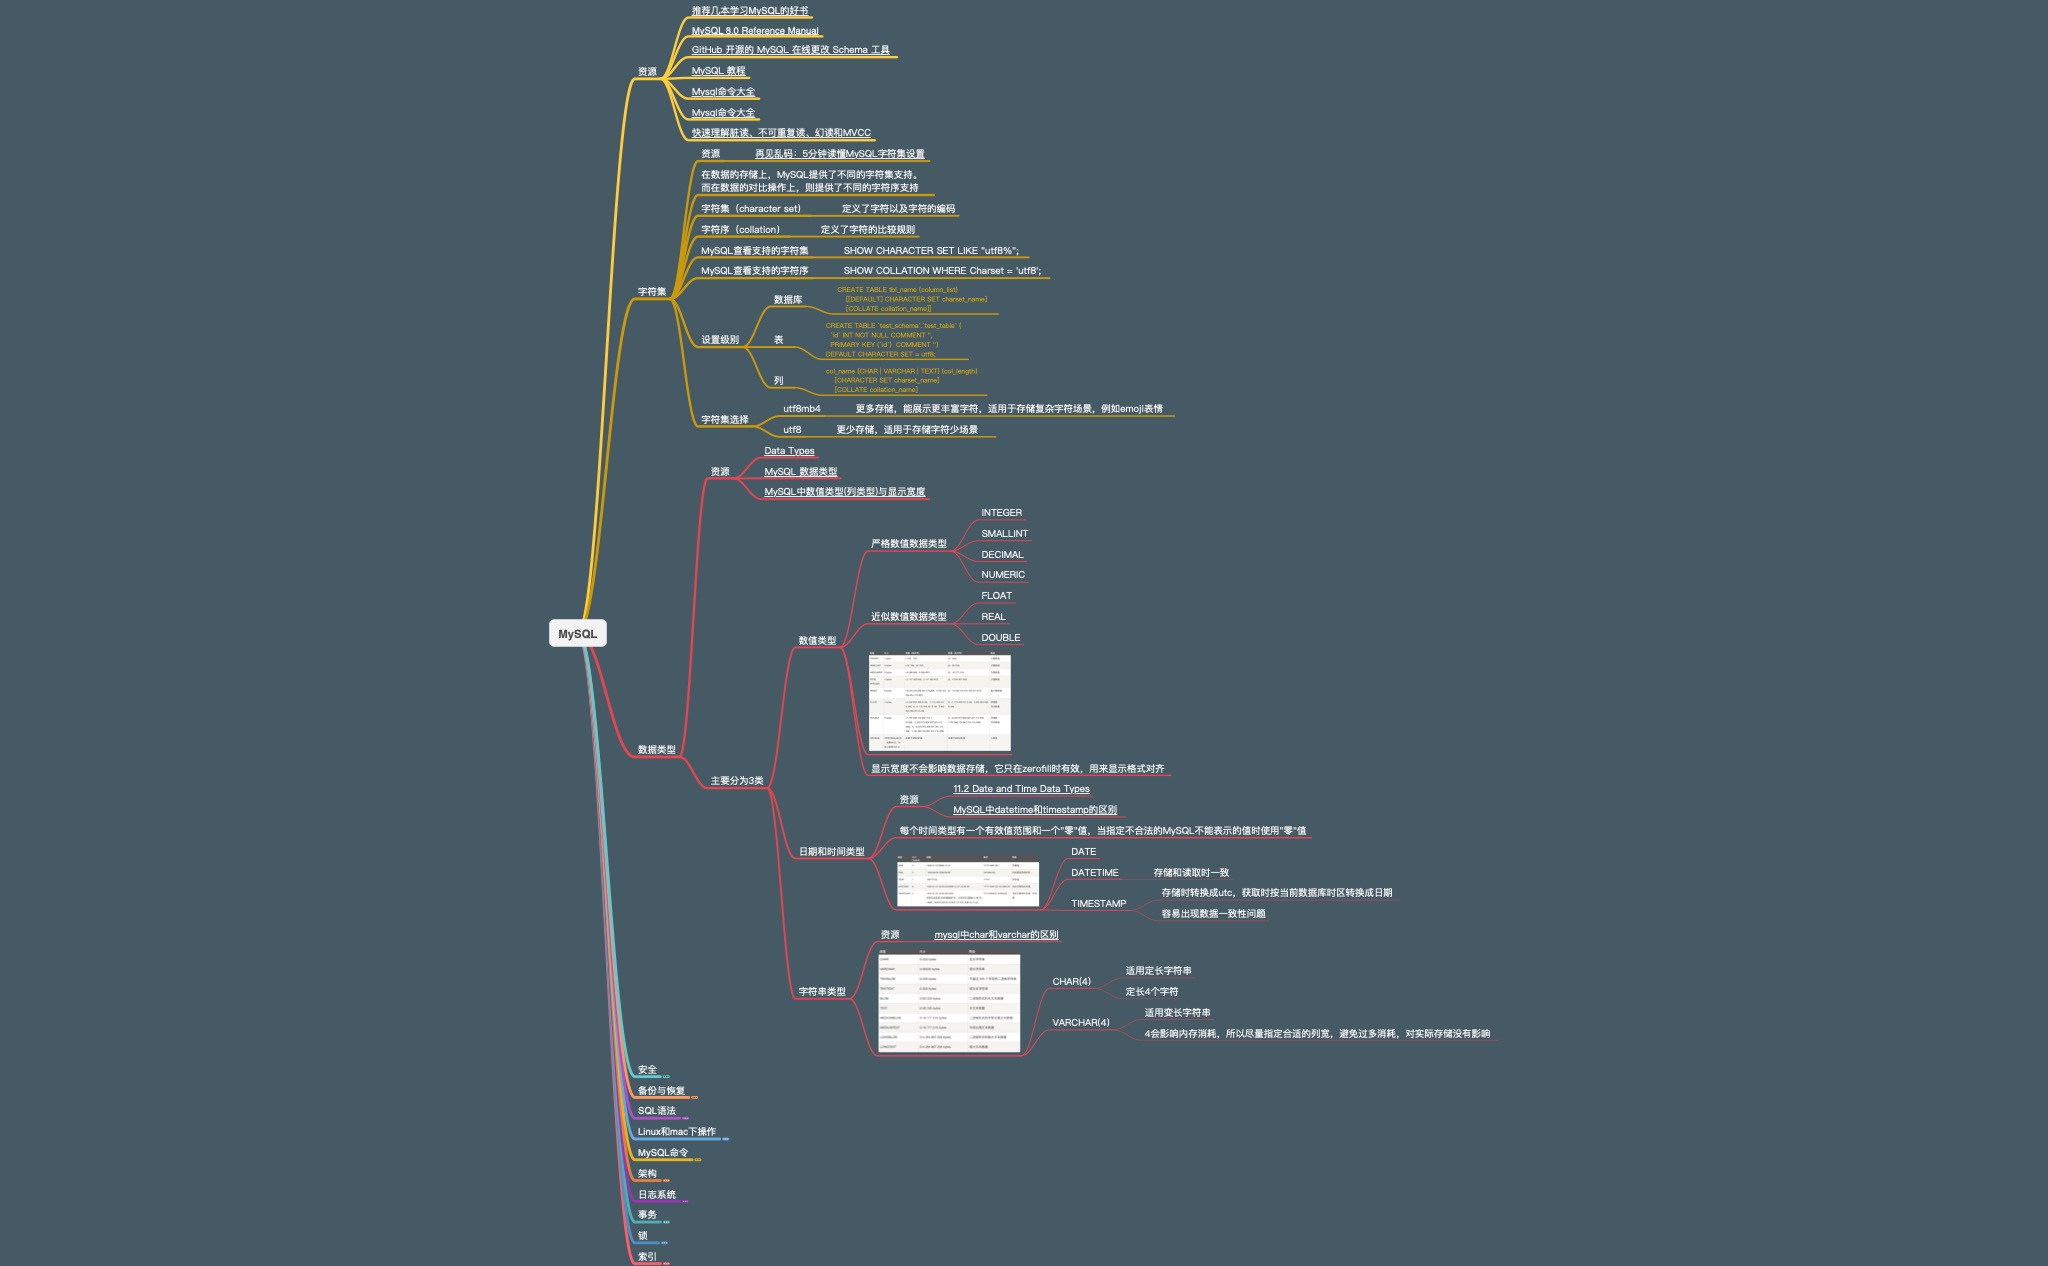 推荐几本学习MySQL的好书
MySQL 8.0 Reference Manual
GitHub 开源的 MySQL 在线更改 Schema 工具
资源
MySQL 教程
Mysql命令大全
Mysql命令大全
快速理解脏读、不可重复读、幻读和MVCC
资源
再见乱码：5分钟读懂MySQL字符集设置
在数据的存储上，MySQL提供了不同的字符集支持。
而在数据的对比操作上，则提供了不同的字符序支持
字符集（character set）
定义了字符以及字符的编码
字符序（collation）
定义了字符的比较规则
MySQL查看支持的字符集
SHOW CHARACTER SET LIKE "utf8%";
MySQL查看支持的字符序
SHOW COLLATION WHERE Charset = 'utf8';
字符集
数据库
CREATE TABLE tbl_name (column_list)
[[DEFAULT] CHARACTER SET charset_name]
[COLLATE collation_name]]
设置级别
表
CREATE TABLE `test_schema`.`test_table` (
`id` INT NOT NULL COMMENT '',
PRIMARY KEY (`id`)  COMMENT '')
DEFAULT CHARACTER SET = utf8;
列
col_name {CHAR | VARCHAR | TEXT} (col_length)
[CHARACTER SET charset_name]
[COLLATE collation_name]
字符集选择
utf8mb4
更多存储，能展示更丰富字符，适用于存储复杂字符场景，例如emoji表情
utf8
更少存储，适用于存储字符少场景
Data Types
资源
MySQL 数据类型
MySQL中数值类型(列类型)与显示宽度
INTEGER
SMALLINT
严格数值数据类型
DECIMAL
NUMERIC
FLOAT
近似数值数据类型
REAL
DOUBLE
MySQL
数值类型
数据类型
主要分为3类
显示宽度不会影响数据存储，它只在zerofill时有效，用来显示格式对齐
资源
11.2 Date and Time Data Types
MySQL中datetime和timestamp的区别
每个时间类型有一个有效值范围和一个"零"值，当指定不合法的MySQL不能表示的值时使用"零"值
日期和时间类型
DATE
DATETIME
存储和读取时一致
TIMESTAMP
存储时转换成utc，获取时按当前数据库时区转换成日期
容易出现数据一致性问题
资源
mysql中char和varchar的区别
字符串类型
CHAR(4)
适用定长字符串
定长4个字符
VARCHAR(4)
适用变长字符串
4会影响内存消耗，所以尽量指定合适的列宽，避免过多消耗，对实际存储没有影响
安全
备份与恢复
SQL语法
Linux和mac下操作
MySQL命令
架构
日志系统
事务
锁
索引